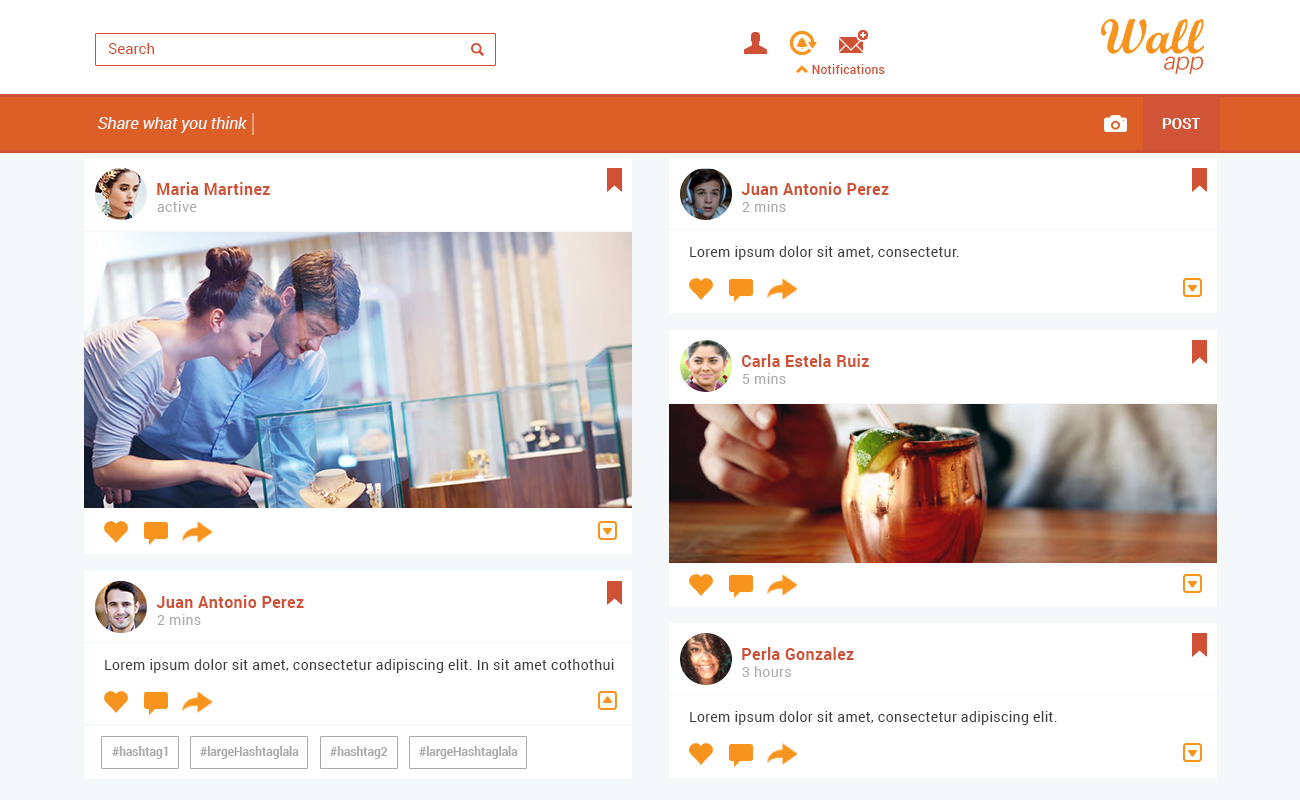 Search
Notifications
Wall
app
Share what you think
POST
Maria Martinez
active
Juan Antonio Perez
2 mins
Lorem ipsum dolor sit amet, consectetur adipiscing elit. In sit amet cothothui
#hashtag1 #largeHashtaglala #hashtag2 #largeHashtaglala
Juan Antonio Perez
2 mins
Lorem ipsum dolor sit amet, consectetur.
Carla Estela Ruiz
5 mins
Perla Gonzalez
3 hours
Lorem ipsum dolor sit amet, consectetur adipiscing elit.